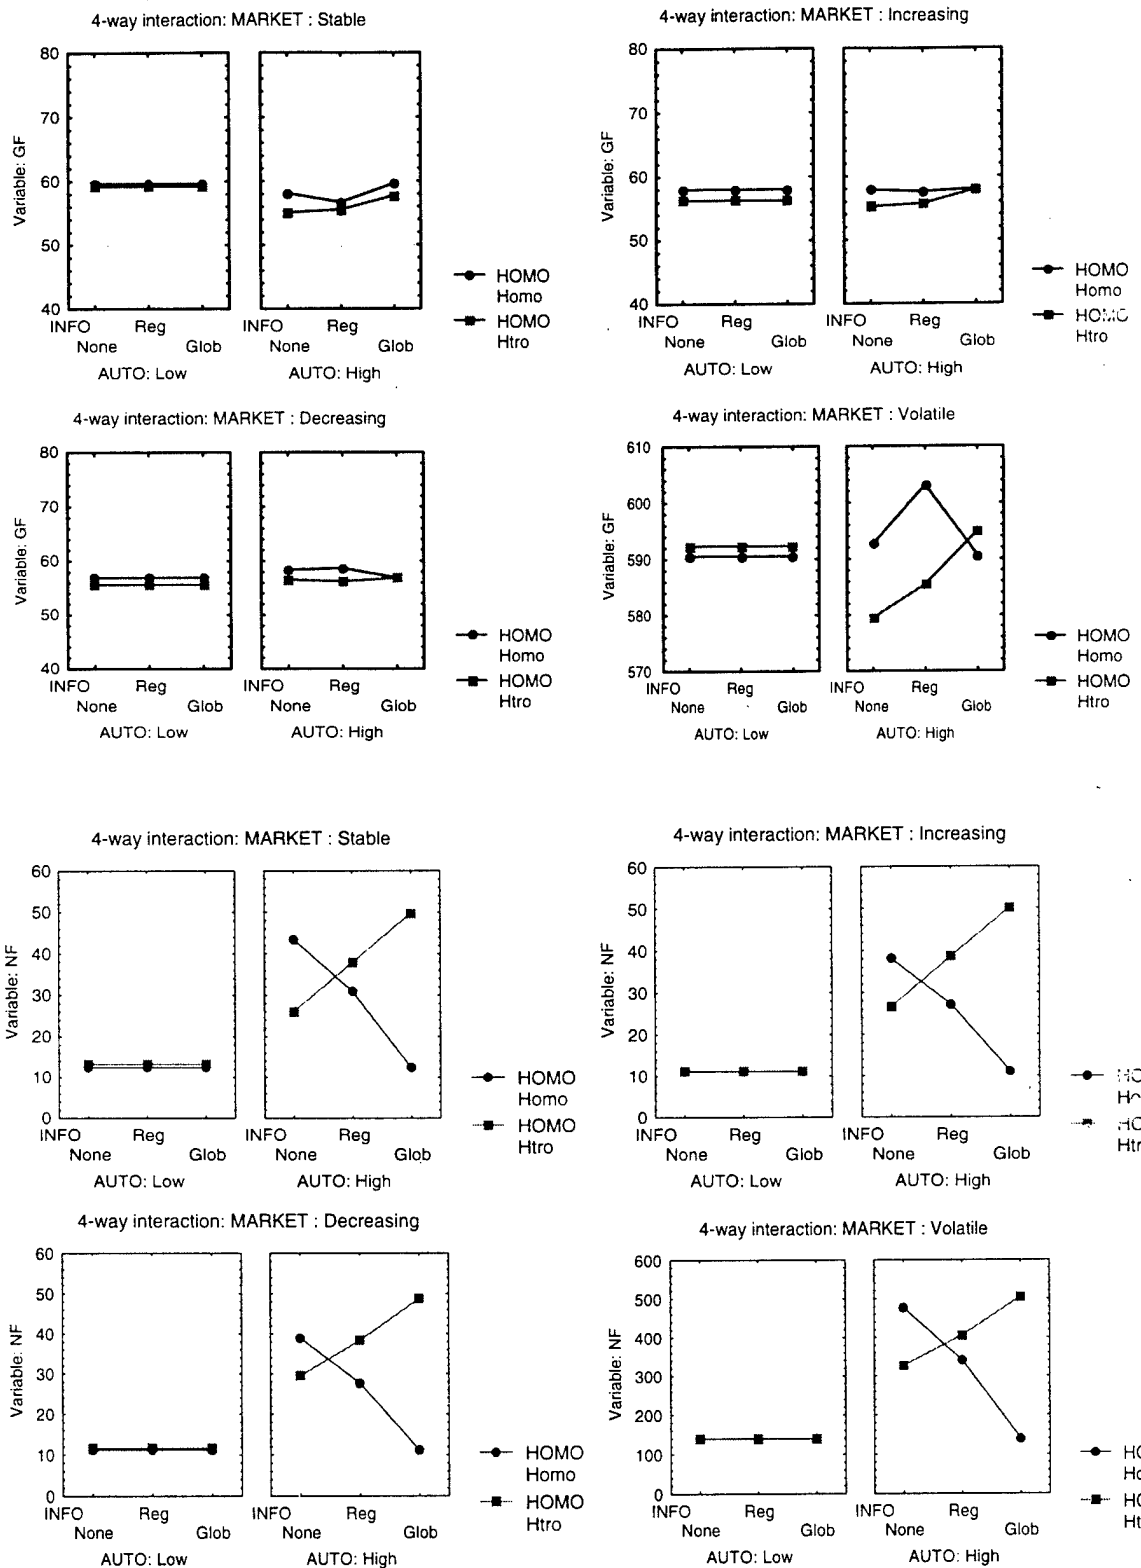 4-way interaction: MARKET : Stable
Variable: GF
80
70
60
50
40
INFO Reg INFO Reg
None Glob None Glob
AUTO: Low AUTO: High
HOMO
Homo
HOMO
Htro
4-way interaction: MARKET : Increasing
Variable: GF
80
70
60
50
40
INFO Reg INFO Reg
None Glob None Glob
AUTO: Low AUTO: High
HOMO
Homo
HOMO
Htro
4-way interaction: MARKET : Decreasing
Variable: GF
80
70
60
50
40
INFO Reg INFO Reg
None Glob None Glob
AUTO: Low AUTO: High
HOMO
Homo
HOMO
Htro
4-way interaction: MARKET : Volatile
Variable: GF
610
600
590
580
570
INFO Reg INFO Reg
None Glob None Glob
AUTO: Low AUTO: High
HOMO
Homo
HOMO
Htro
4-way interaction: MARKET : Stable
Variable: NF
60
50
40
30
20
10
0
INFO Reg INFO Reg
None Glob None Glob
AUTO: Low AUTO: High
HOMO
Homo
HOMO
Htro
4-way interaction: MARKET : Increasing
Variable: NF
60
50
40
30
20
10
0
INFO Reg INFO Reg
None Glob None Glob
AUTO: Low AUTO: High
Htr
4-way interaction: MARKET : Decreasing
Variable: NF
60
50
40
30
20
10
0
INFO Reg INFO Reg
None Glob None Glob
AUTO: Low AUTO: High
HOMO
Homo
HOMO
Htro
4-way interaction: MARKET : Volatile
Variable: NF
600
500
400
300
200
100
0
INFO Reg INFO Reg
None Glob None Glob
AUTO: Low AUTO: High
Ho
Ht